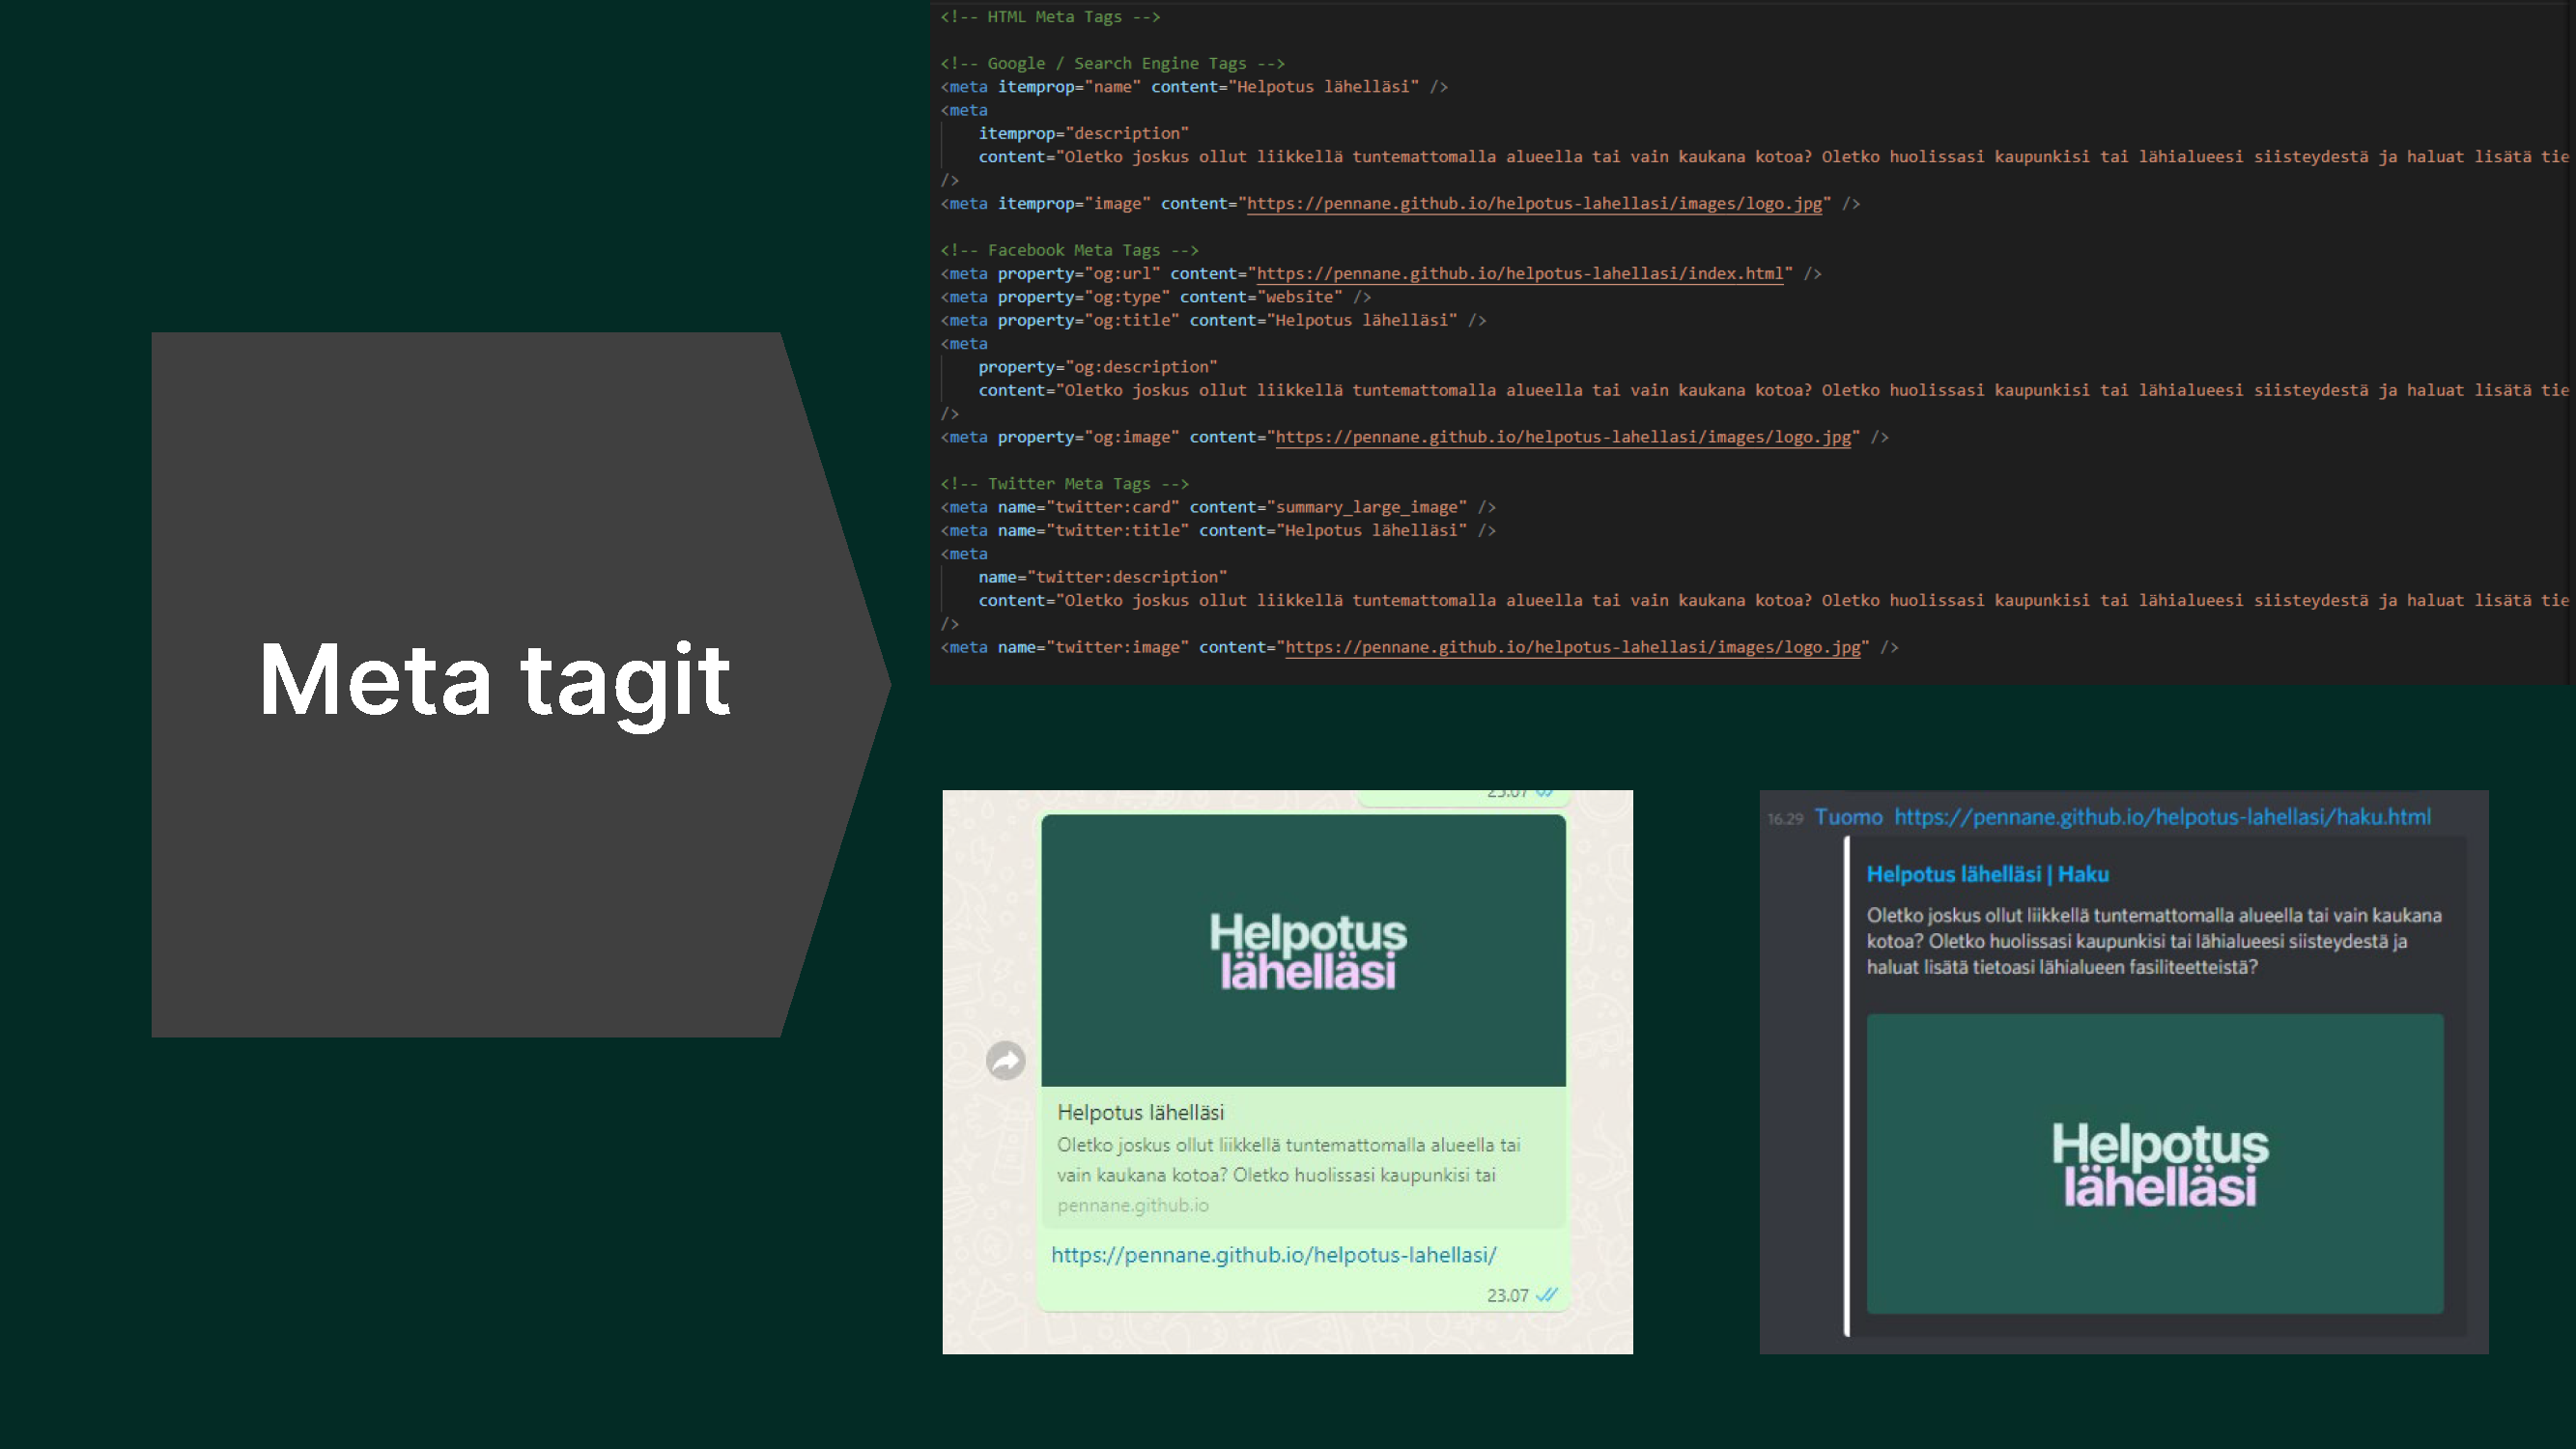 Meta tagit
<!-- HTML Meta Tags -->
<!-- Google / Search Engine Tags -->
<meta itemprop="name" content="Helpotus lähelläsi" />
<meta
itemprop="description"
content="Oletko joskus ollut liikkellä tuntemattomalla alueella tai vain kaukana kotoa? Oletko huolissasi kaupunkisi tai lähialueesi siisteydestä ja haluat lisätä tie
/>
<meta itemprop="image" content="https://pennane.github.io/helpotus-lahellasi/images/logo.jpg" />
<!-- Facebook Meta Tags -->
<meta property="og:url" content="https://pennane.github.io/helpotus-lahellasi/index.html" />
<meta property="og:type" content="website" />
<meta property="og:title" content="Helpotus lähelläsi" />
<meta
property="og:description"
content="Oletko joskus ollut liikkellä tuntemattomalla alueella tai vain kaukana kotoa? Oletko huolissasi kaupunkisi tai lähialueesi siisteydestä ja haluat lisätä tie
/>
<meta property="og:image" content="https://pennane.github.io/helpotus-lahellasi/images/logo.jpg" />
<!-- Twitter Meta Tags -->
<meta name="twitter:card" content="summary_large_image" />
<meta name="twitter:title" content="Helpotus lähelläsi" />
<meta
name="twitter:description"
content="Oletko joskus ollut liikkellä tuntemattomalla alueella tai vain kaukana kotoa? Oletko huolissasi kaupunkisi tai lähialueesi siisteydestä ja haluat lisätä tie
/>
<meta name="twitter:image" content="https://pennane.github.io/helpotus-lahellasi/images/logo.jpg" />
23.07
Helpotus
lähelläsi
Helpotus lähelläsi
Oletko joskus ollut liikkellä tuntemattomalla alueella tai
vain kaukana kotoa? Oletko huolissasi kaupunkisi tai
pennane.github.io
https://pennane.github.io/helpotus-lahellasi/
23.07
16.29 Tuomo https://pennane.github.io/helpotus-lahellasi/haku.html
Helpotus lähelläsi | Haku
Oletko joskus ollut liikkellä tuntemattomalla alueella tai vain kaukana
kotoa? Oletko huolissasi kaupunkisi tai lähialueesi siisteydestä ja
haluat lisätä tietoasi lähialueen fasiliteetteistä?
Helpotus
lähelläsi